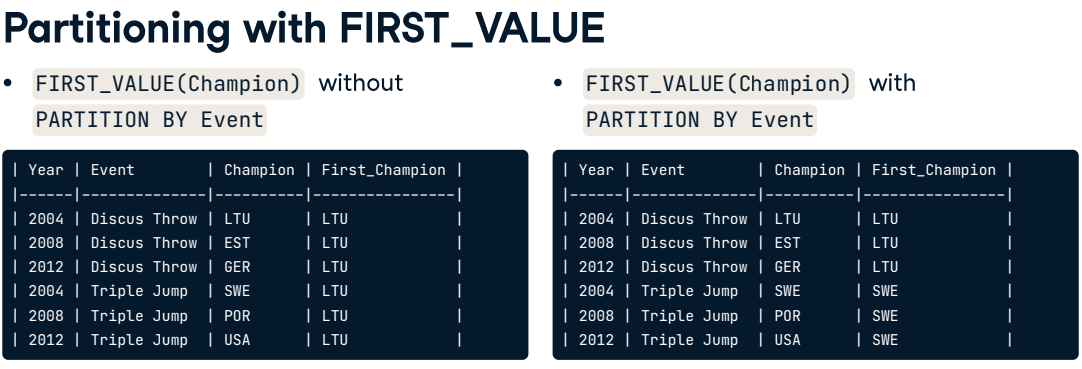 Partitioning with FIRST_VALUE
• FIRST_VALUE(Champion) without
PARTITION BY Event
| Year | Event        | Champion | First_Champion |
|------|--------------|----------|----------------|
| 2004 | Discus Throw | LTU      | LTU            |
| 2008 | Discus Throw | EST      | LTU            |
| 2012 | Discus Throw | GER      | LTU            |
| 2004 | Triple Jump  | SWE      | LTU            |
| 2008 | Triple Jump  | POR      | LTU            |
| 2012 | Triple Jump  | USA      | LTU            |
• FIRST_VALUE(Champion) with
PARTITION BY Event
| Year | Event        | Champion | First_Champion |
|------|--------------|----------|----------------|
| 2004 | Discus Throw | LTU      | LTU            |
| 2008 | Discus Throw | EST      | LTU            |
| 2012 | Discus Throw | GER      | LTU            |
| 2004 | Triple Jump  | SWE      | SWE            |
| 2008 | Triple Jump  | POR      | SWE            |
| 2012 | Triple Jump  | USA      | SWE            |